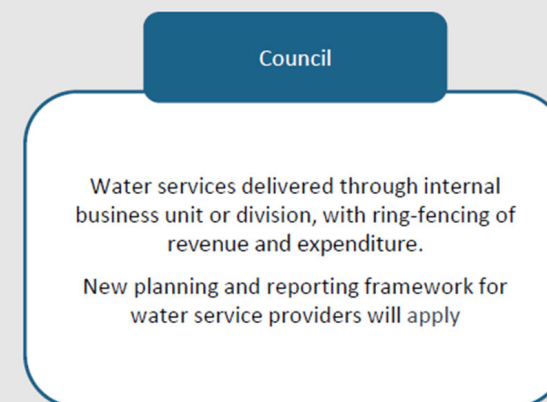 Council
Water services delivered through internal
business unit or division, with ring-fencing of
revenue and expenditure.
New planning and reporting framework for
water service providers will apply